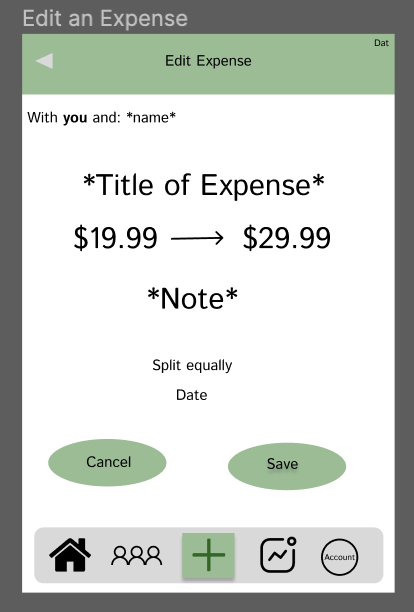 Edit an Expense
Dat
Edit Expense
With you and: *name*
*Title of Expense*
$19.99 ⟶ $29.99
*Note*
Split equally
Date
Cancel Save
Account